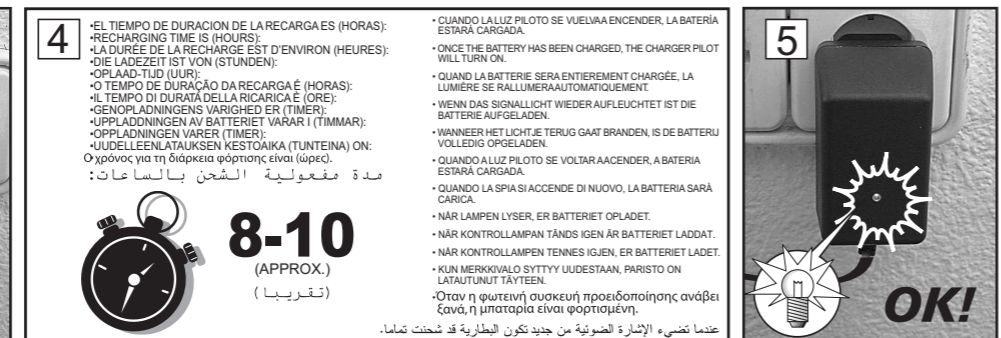 4
•EL TIEMPO DE DURACION DE LA RECARGA ES (HORAS):
•RECHARGING TIME IS (HOURS):
•LA DURÉE DE LA RECHARGE EST D'ENVIRON (HEURES):
•DIE LADEZEIT IST VON (STUNDEN):
•OPLAAD-TIJD (UUR):
•O TEMPO DE DURAÇÃO DA RECARGA É (HORAS):
•IL TEMPO DI DURATÁ DELLA RICARICA É (ORE):
•GENOPLADNINGENS VARIGHED ER (TIMER):
•UPPLADDNINGEN AV BATTERIET VARAR I (TIMMAR):
•OPPLADNINGEN VARER (TIMER):
•UUDELLEENLATAUKSEN KESTOAIKA (TUNTEINA) ON:
Ο χρόνος για τη διάρκεια φόρτισης είναι (ώρες).
مدة مفعولية الشحن بالساعات:
8-10
(APPROX.)
(تقريبا)
• CUANDO LA LUZ PILOTO SE VUELVA A ENCENDER, LA BATERÍA
ESTARÁ CARGADA.
• ONCE THE BATTERY HAS BEEN CHARGED, THE CHARGER PILOT
WILL TURN ON.
• QUAND LA BATTERIE SERA ENTIEREMENT CHARGÉE, LA
LUMIÈRE SE RALLUMERA AUTOMATIQUEMENT.
• WENN DAS SIGNALLICHT WIEDER AUFLEUCHTET IST DIE
BATTERIE AUFGELADEN.
• WANNEER HET LICHTJE TERUG GAAT BRANDEN, IS DE BATTERIJ
VOLLEDIG OPGELADEN.
• QUANDO A LUZ PILOTO SE VOLTAR A ACENDER, A BATERIA
ESTARÁ CARGADA.
• QUANDO LA SPIA SI ACCENDE DI NUOVO, LA BATTERIA SARÀ
CARICA.
• NÅR LAMPEN LYSER, ER BATTERIET OPLADET.
• NÄR KONTROLLAMPAN TÄNDS IGEN ÄR BATTERIET LADDAT.
• NÅR KONTROLLAMPEN TENNES IGJEN, ER BATTERIET LADET.
• KUN MERKKIVALO SYTTYY UUDESTAAN, PARISTO ON
LATAUTUNUT TÄYTEEN.
•Όταν η φωτεινή συσκευή προειδοποίησης ανάβει
ξανά, η μπαταρία είναι φορτισμένη.
عندما تضيء الإشارة الضوئية من جديد تكون البطارية قد شحنت تماما.
5
OK!